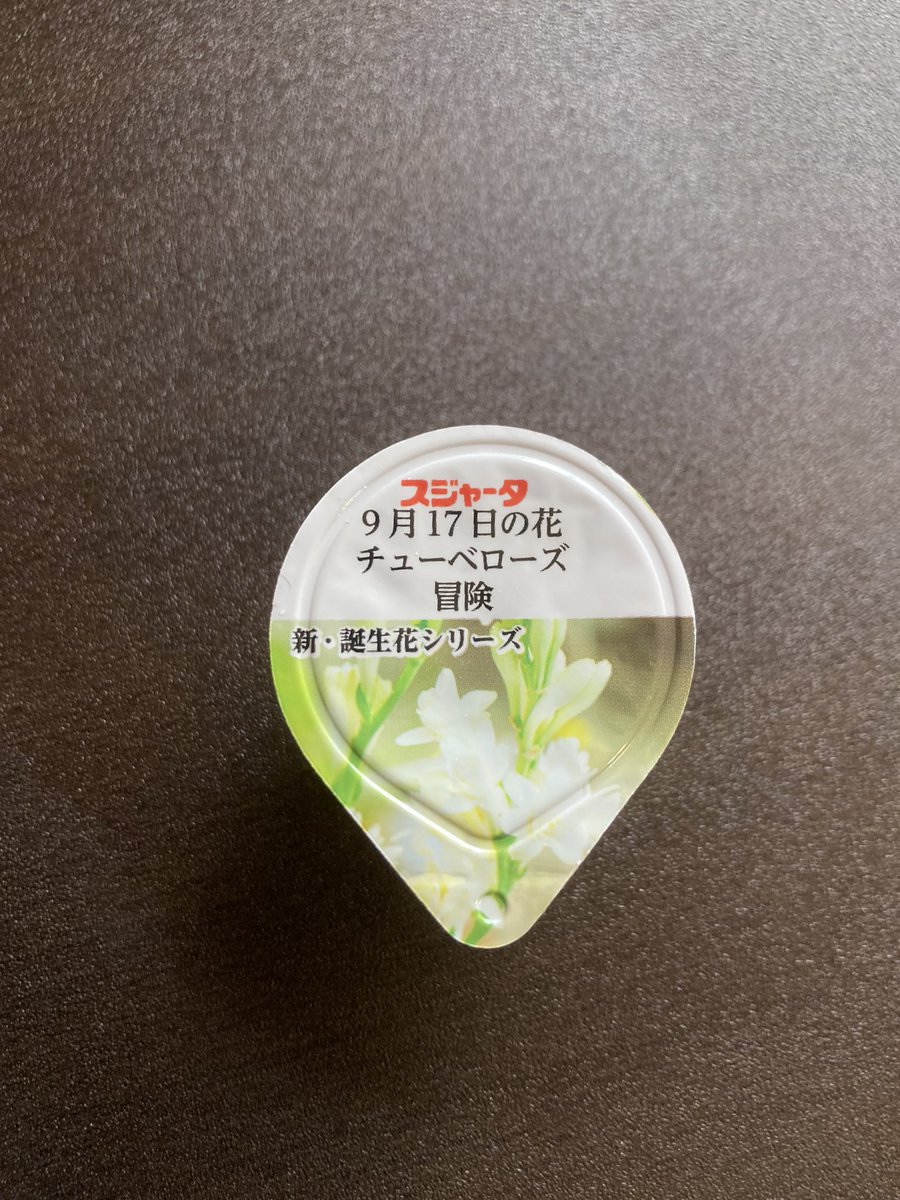 スジャータ
9月17日の花
チューベローズ
冒険
新・誕生花シリーズ